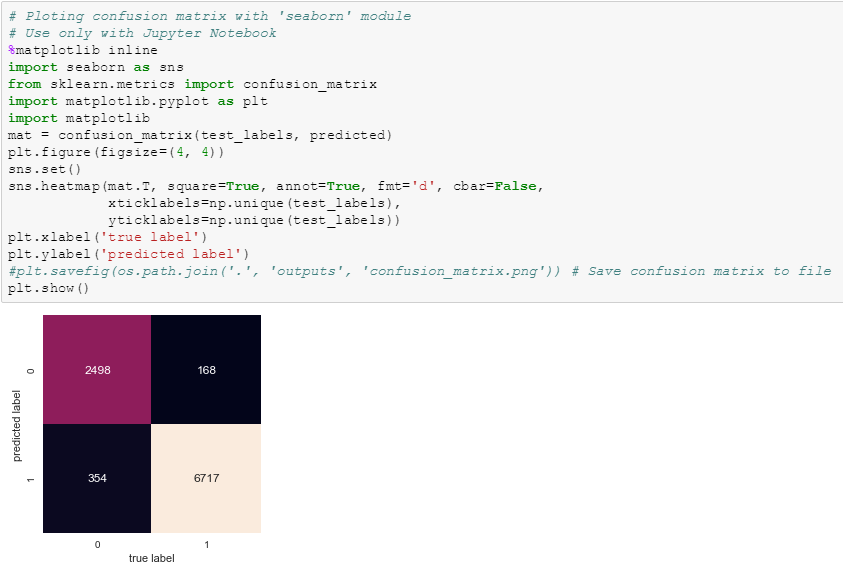 # Ploting confusion matrix with 'seaborn' module
# Use only with Jupyter Notebook
%matplotlib inline
import seaborn as sns
from sklearn.metrics import confusion_matrix
import matplotlib.pyplot as plt
import matplotlib
mat = confusion_matrix(test_labels, predicted)
plt.figure(figsize=(4, 4))
sns.set()
sns.heatmap(mat.T, square=True, annot=True, fmt='d', cbar=False,
            xticklabels=np.unique(test_labels),
            yticklabels=np.unique(test_labels))
plt.xlabel('true label')
plt.ylabel('predicted label')
#plt.savefig(os.path.join('.', 'outputs', 'confusion_matrix.png')) # Save confusion matrix to file
plt.show()
predicted label
0
2498 168
1
354 6717
0 1
true label